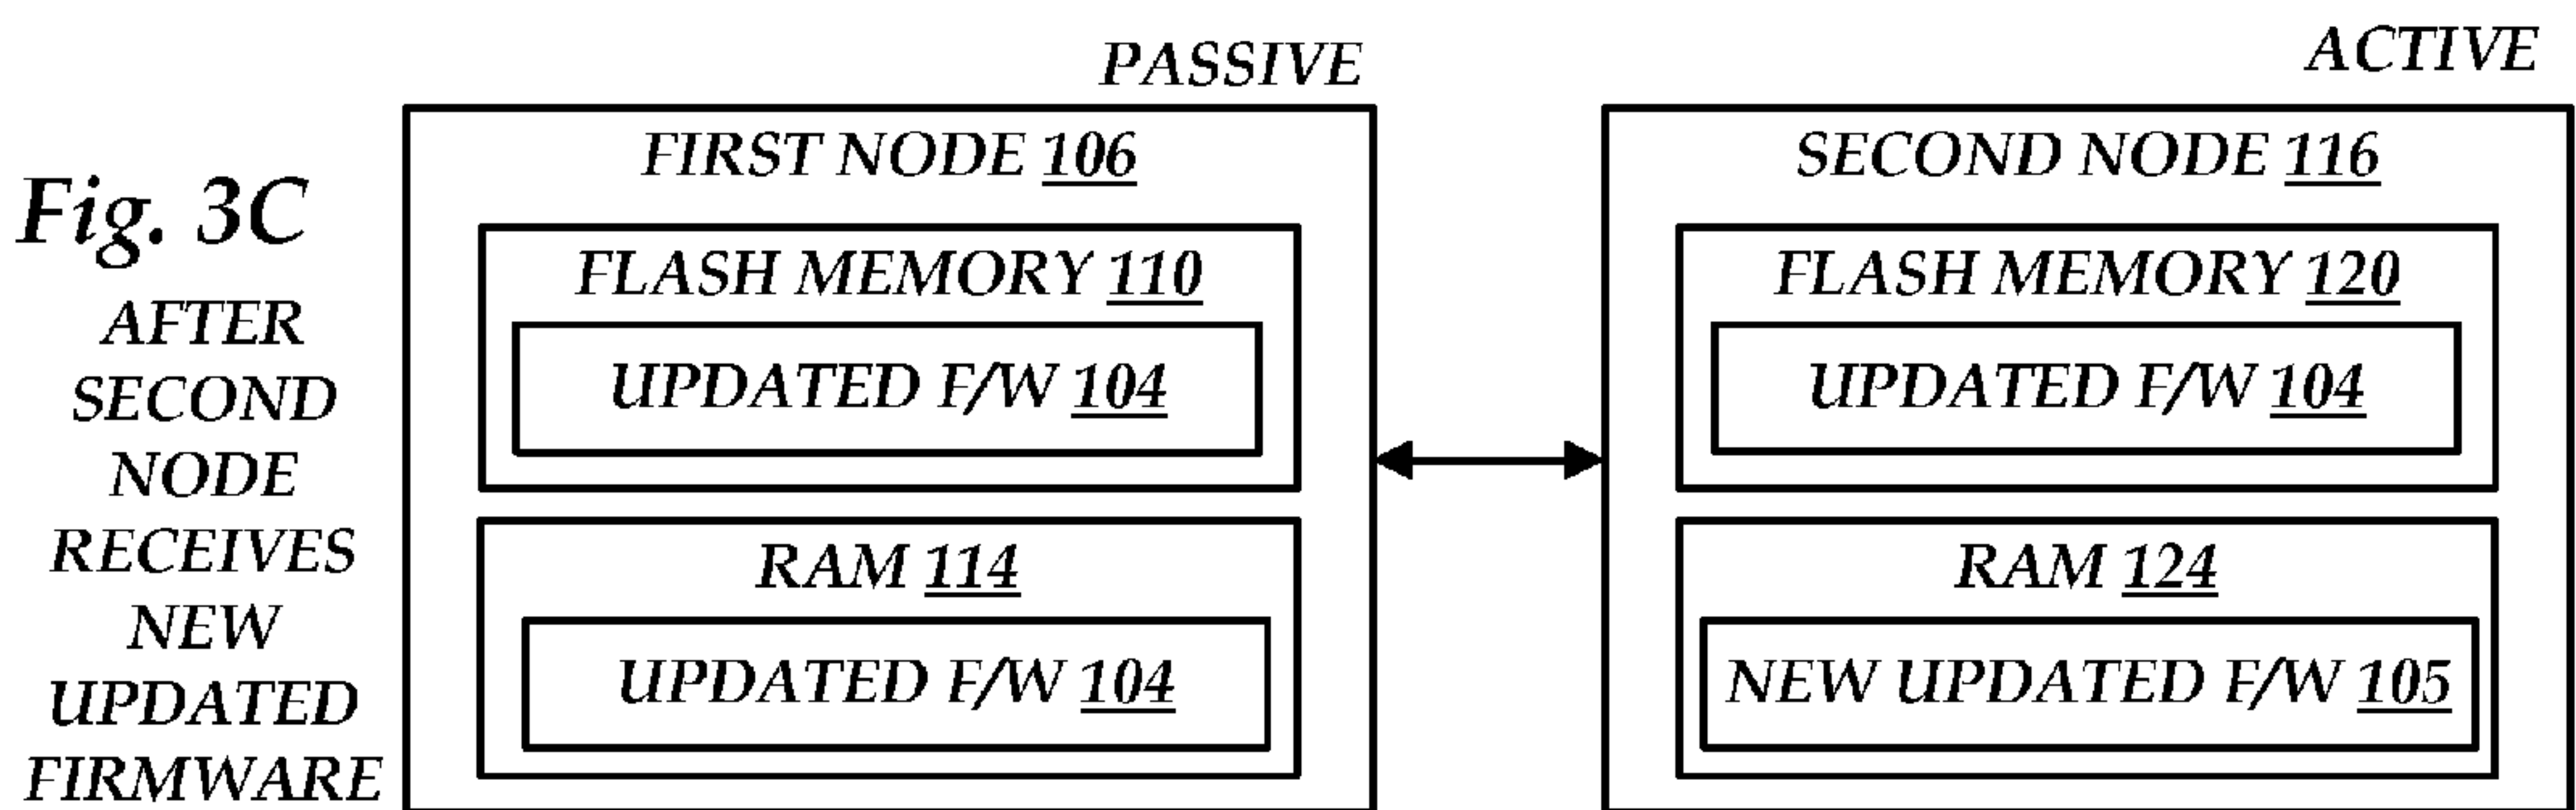 Fig. 3C
AFTER
SECOND
NODE
RECEIVES
NEW
UPDATED
FIRMWARE
PASSIVE
FIRST NODE 106
FLASH MEMORY 110
UPDATED F/W 104
RAM 114
UPDATED F/W 104
ACTIVE
SECOND NODE 116
FLASH MEMORY 120
UPDATED F/W 104
RAM 124
NEW UPDATED F/W 105